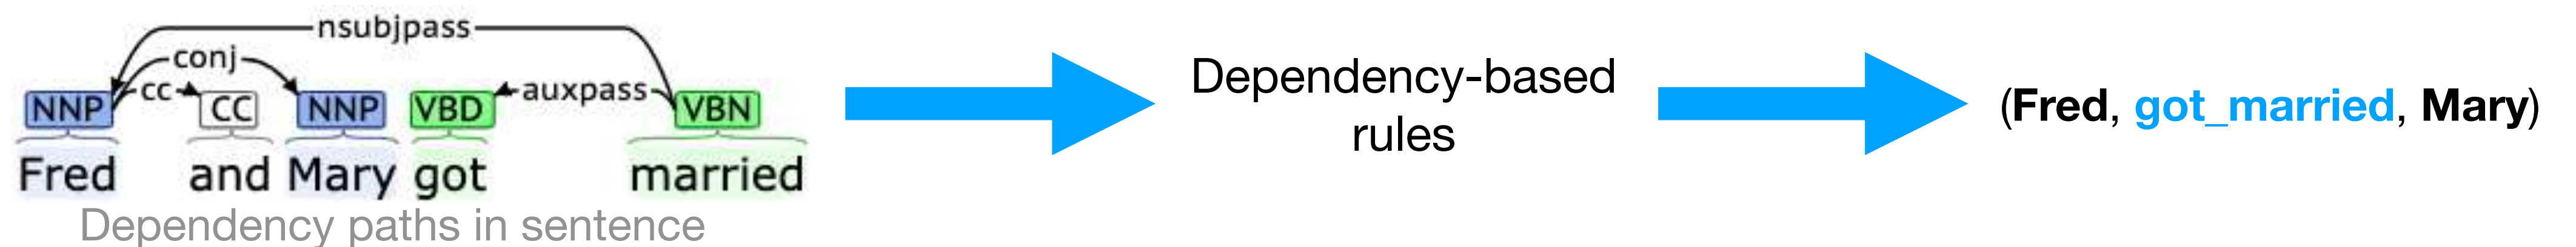 nsubjpass
conj
cc
auxpass
NNP CC NNP VBD VBN
Fred and Mary got married
Dependency paths in sentence
Dependency-based
rules
(Fred, got_married, Mary)